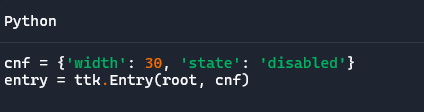 Python
cnf = {'width': 30, 'state': 'disabled'}
entry = ttk.Entry(root, cnf)